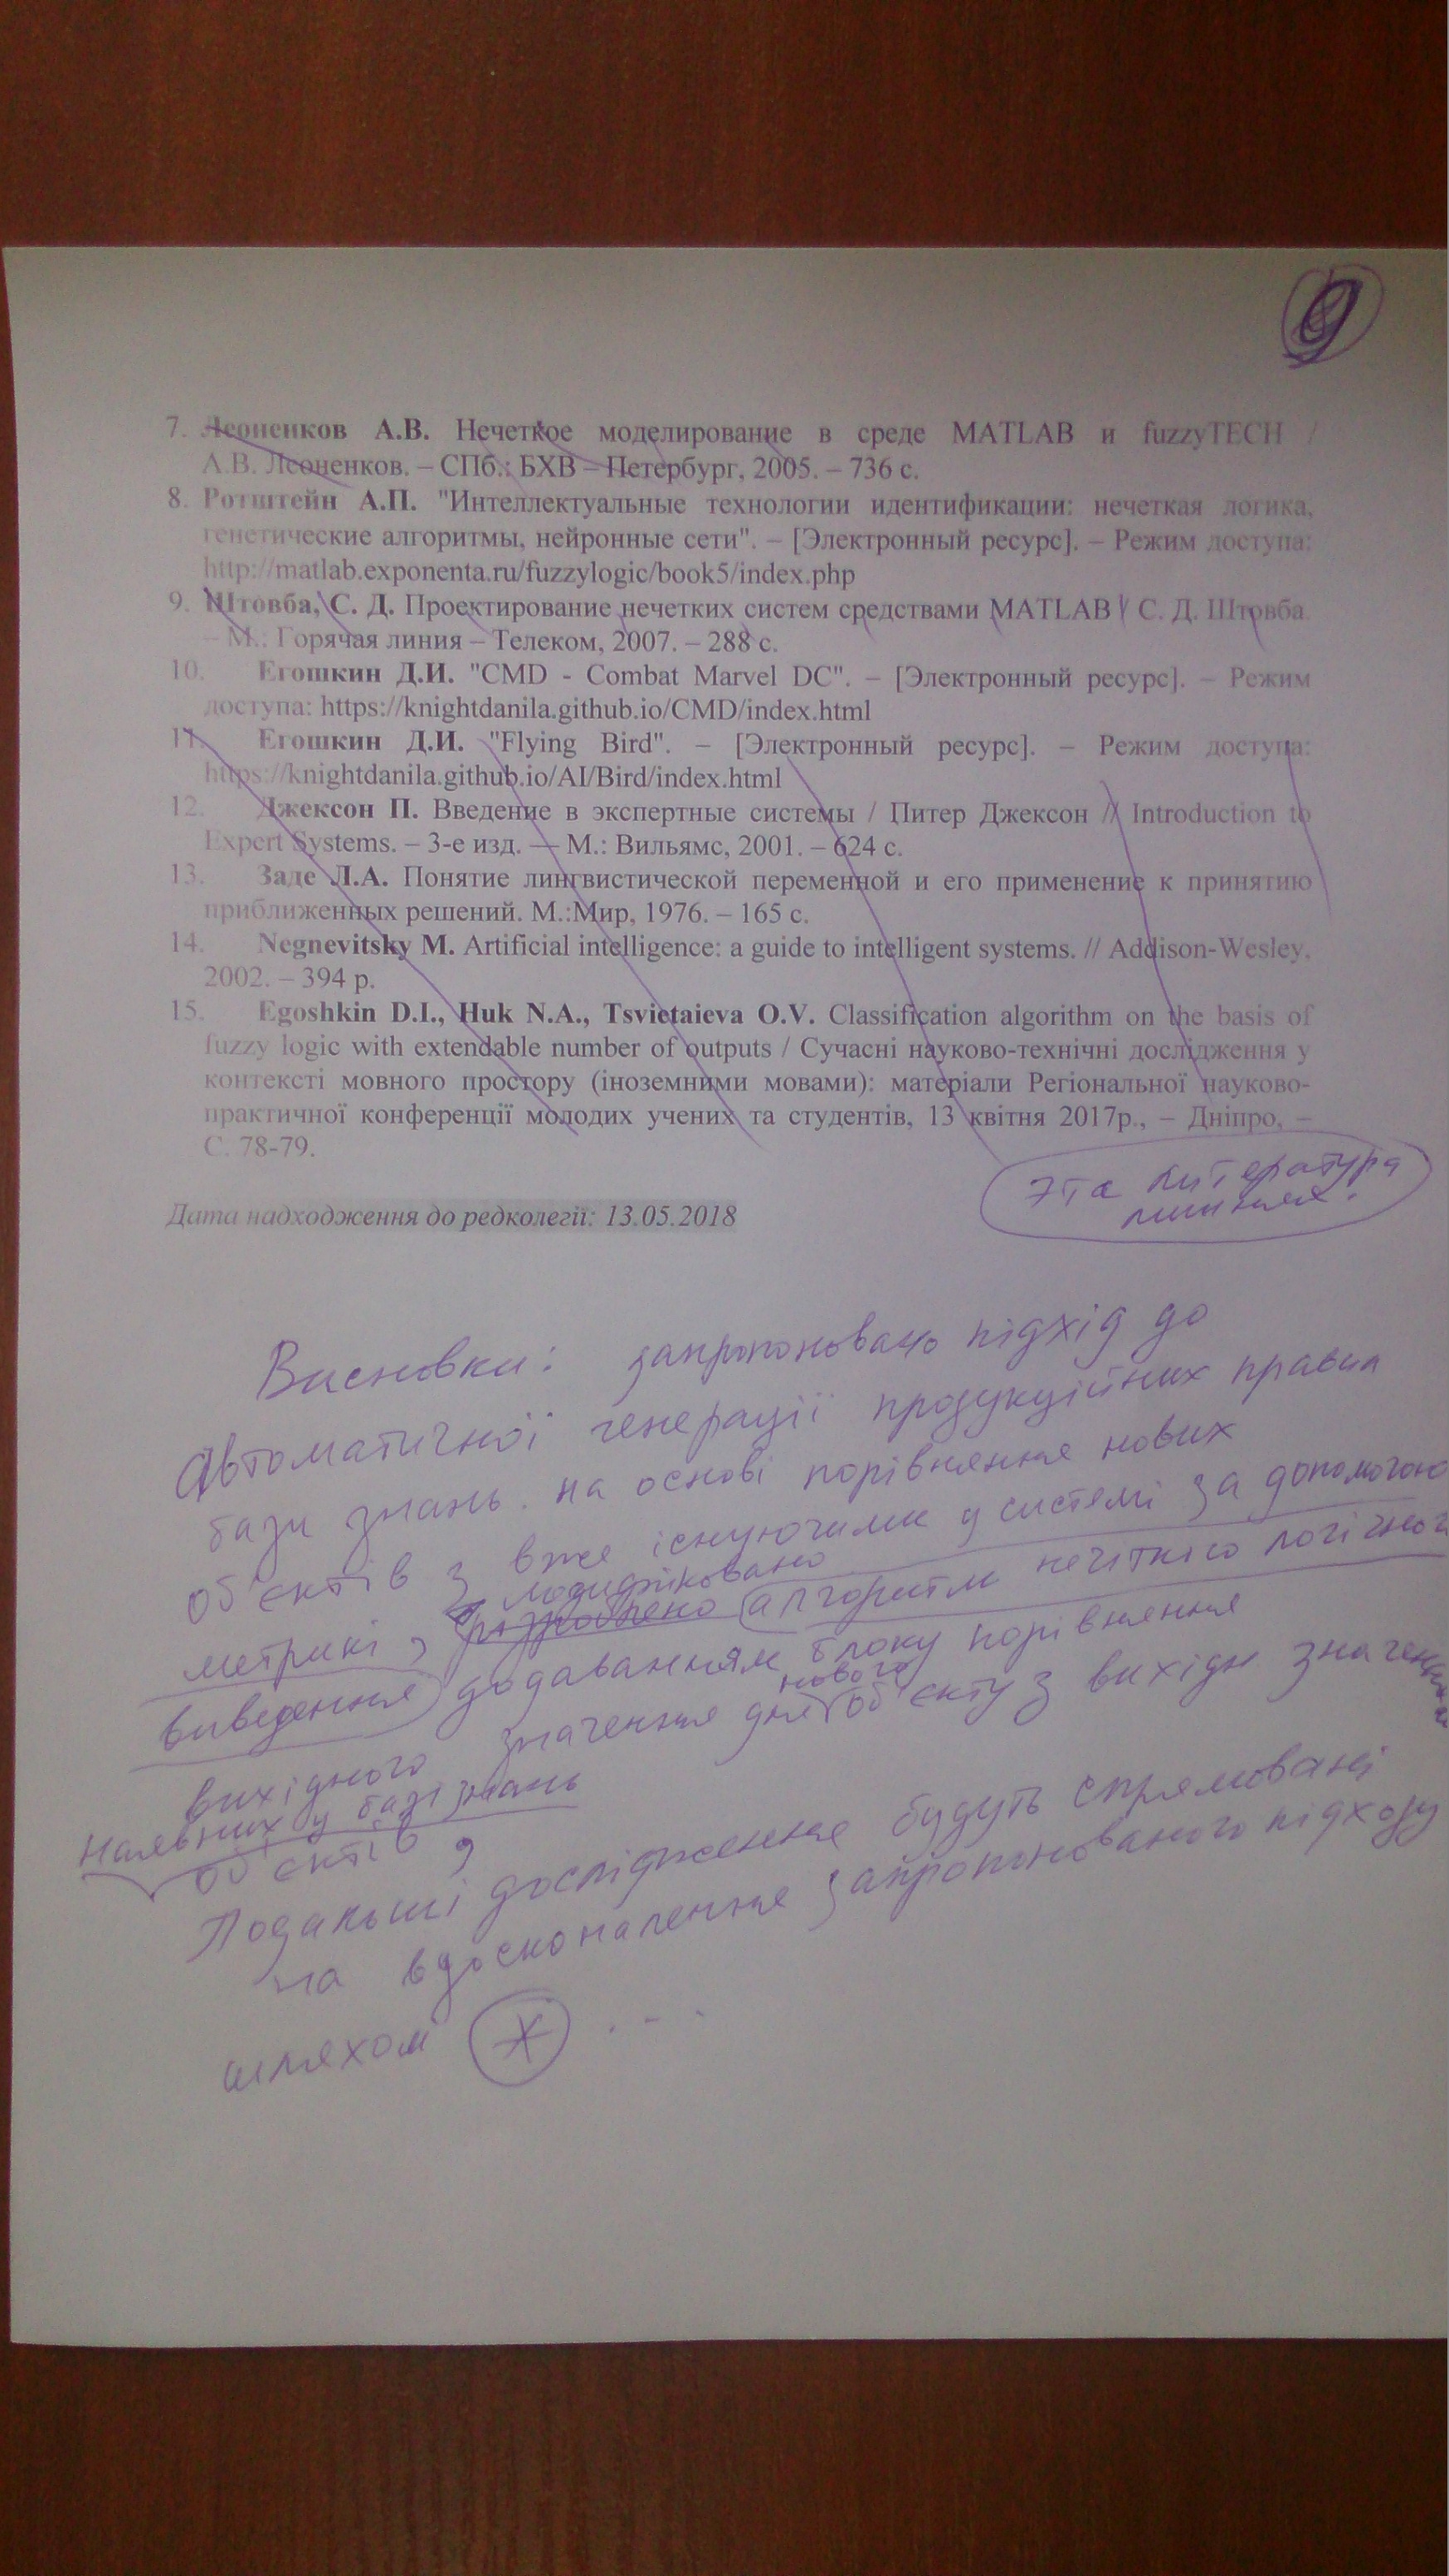 9
7. Леоненков А.В. Нечеткое моделирование в среде MATLAB и fuzzyTECH /
А.В. Леоненков. – СПб.: БХВ – Петербург, 2005. – 736 с.
8. Ротштейн А.П. "Интеллектуальные технологии идентификации: нечеткая логика,
генетические алгоритмы, нейронные сети". – [Электронный ресурс]. – Режим доступа:
http://matlab.exponenta.ru/fuzzylogic/book5/index.php
9. Штовба, С. Д. Проектирование нечетких систем средствами MATLAB / С. Д. Штовба.
– М.: Горячая линия – Телеком, 2007. – 288 с.
10. Егошкин Д.И. "CMD - Combat Marvel DC". – [Электронный ресурс]. – Режим
доступа: https://knightdanila.github.io/CMD/index.html
11. Егошкин Д.И. "Flying Bird". – [Электронный ресурс]. – Режим доступа:
https://knightdanila.github.io/AI/Bird/index.html
12. Джексон П. Введение в экспертные системы / Питер Джексон // Introduction to
Expert Systems. – 3-е изд. — М.: Вильямс, 2001. – 624 с.
13. Заде Л.А. Понятие лингвистической переменной и его применение к принятию
приближенных решений. М.:Мир, 1976. – 165 с.
14. Negnevitsky M. Artificial intelligence: a guide to intelligent systems. // Addison-Wesley,
2002. – 394 p.
15. Egoshkin D.I., Huk N.A., Tsvietaieva O.V. Classification algorithm on the basis of
fuzzy logic with extendable number of outputs / Сучасні науково-технічні дослідження у
контексті мовного простору (іноземними мовами): матеріали Регіональної науково-
практичної конференції молодих учених та студентів, 13 квітня 2017р., – Дніпро, –
С. 78-79.
Эта литература
лишняя.
Дата надходження до редколегії: 13.05.2018
Висновки: запропоновано підхід до
автоматичної генерації продукційних правил
бази знань на основі порівняння нових
об'єктів з вже існуючими у системі за допомогою
модифіковано
метрики, розроблено алгоритм нечіткого логічного
виведення додаванням блоку порівняння
нового
вихідного значення для об'єкту з вихідн значення
наявних у базі знань
об'єктів,
Подальші дослідження будуть спрямовані
на вдосконалення запропонованого підходу
шляхом Ж ...